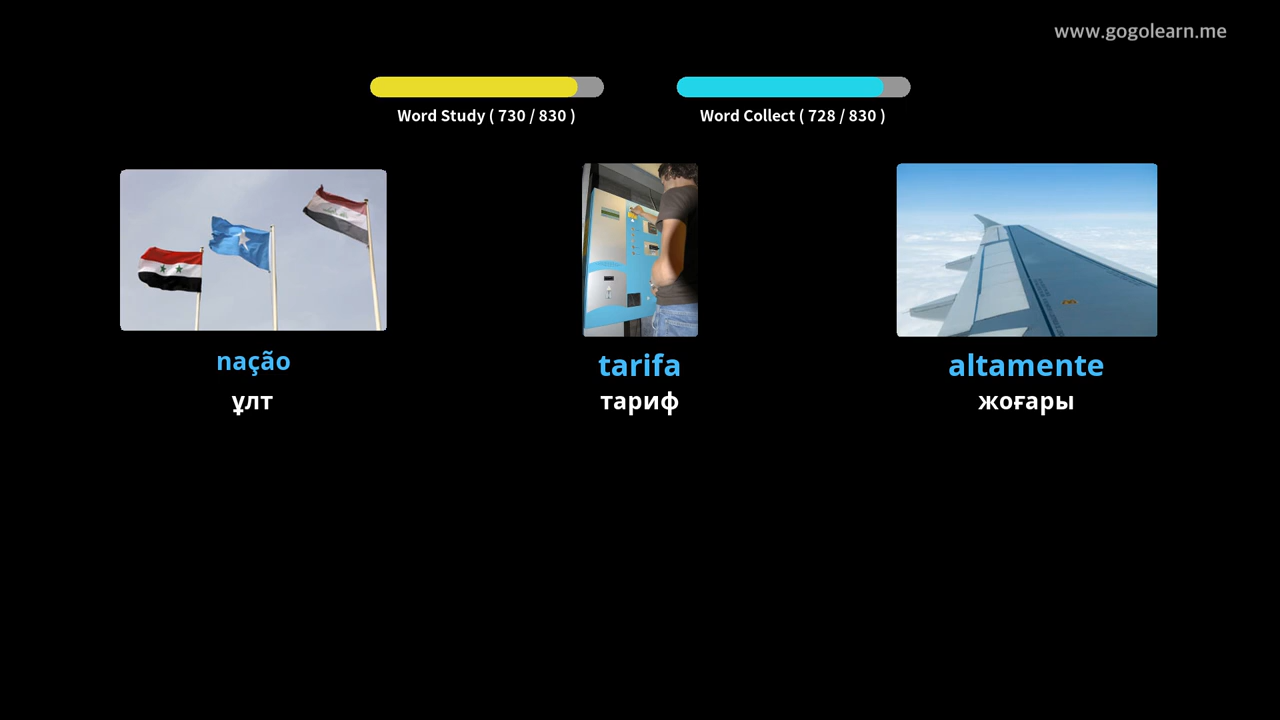 www.gogolearn.me
Word Study ( 730 / 830 )
Word Collect ( 728 / 830 )
nação
tarifa
altamente
ұлт
тариф
жоғары